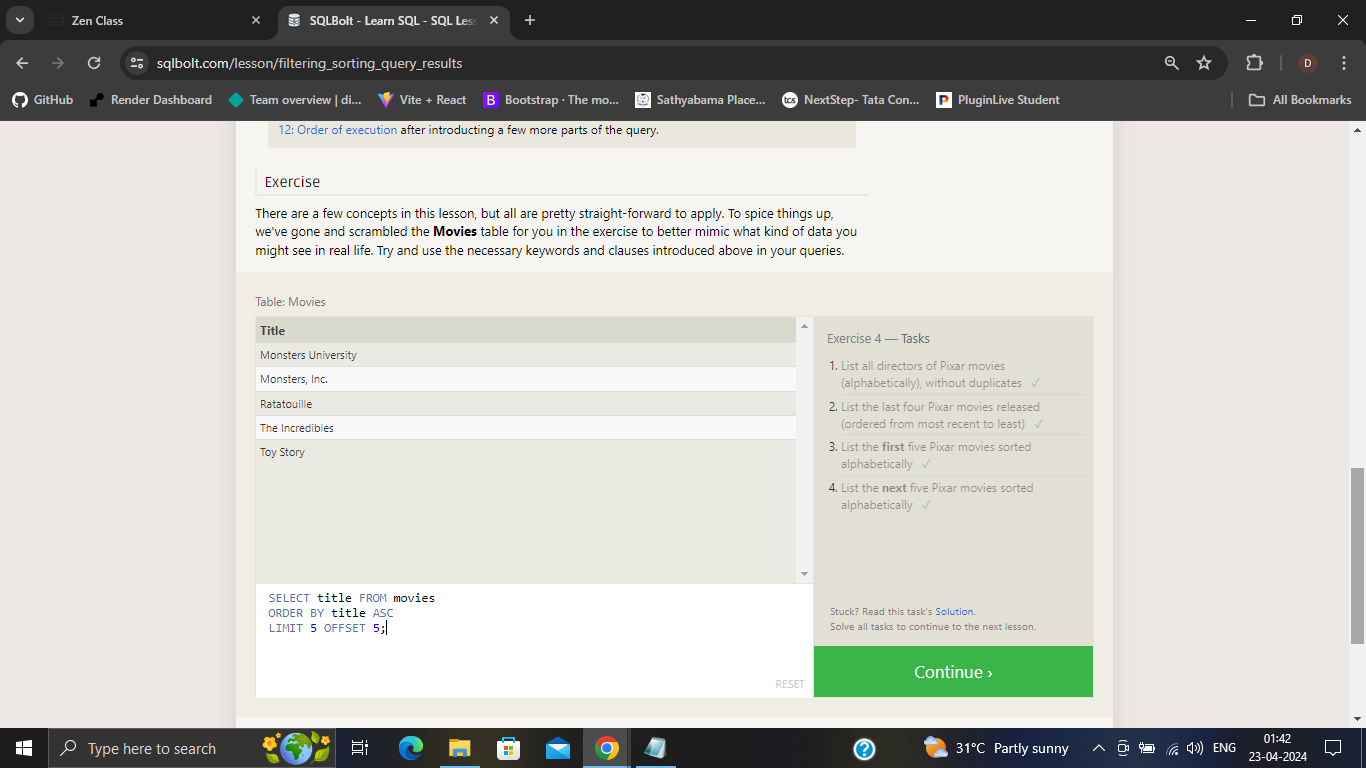 Zen Class
SQLBolt - Learn SQL - SQL Les
sqlbolt.com/lesson/filtering_sorting_query_results
D
GitHub
Render Dashboard
Team overview | di...
Vite + React
B Bootstrap · The mo...
Sathyabama Place...
tcs NextStep- Tata Con...
PluginLive Student
All Bookmarks
12: Order of execution after introducting a few more parts of the query.
Exercise
There are a few concepts in this lesson, but all are pretty straight-forward to apply. To spice things up,
we've gone and scrambled the Movies table for you in the exercise to better mimic what kind of data you
might see in real life. Try and use the necessary keywords and clauses introduced above in your queries.
Table: Movies
Title
Monsters University
Monsters, Inc.
Ratatouille
The Incredibles
Toy Story
SELECT title FROM movies
ORDER BY title ASC
LIMIT 5 OFFSET 5;
RESET
Exercise 4 — Tasks
1. List all directors of Pixar movies
(alphabetically), without duplicates ✓
2. List the last four Pixar movies released
(ordered from most recent to least) ✓
3. List the first five Pixar movies sorted
alphabetically ✓
4. List the next five Pixar movies sorted
alphabetically ✓
Stuck? Read this task's Solution.
Solve all tasks to continue to the next lesson.
Continue ›
Type here to search
31°C Partly sunny
ENG
01:42
23-04-2024